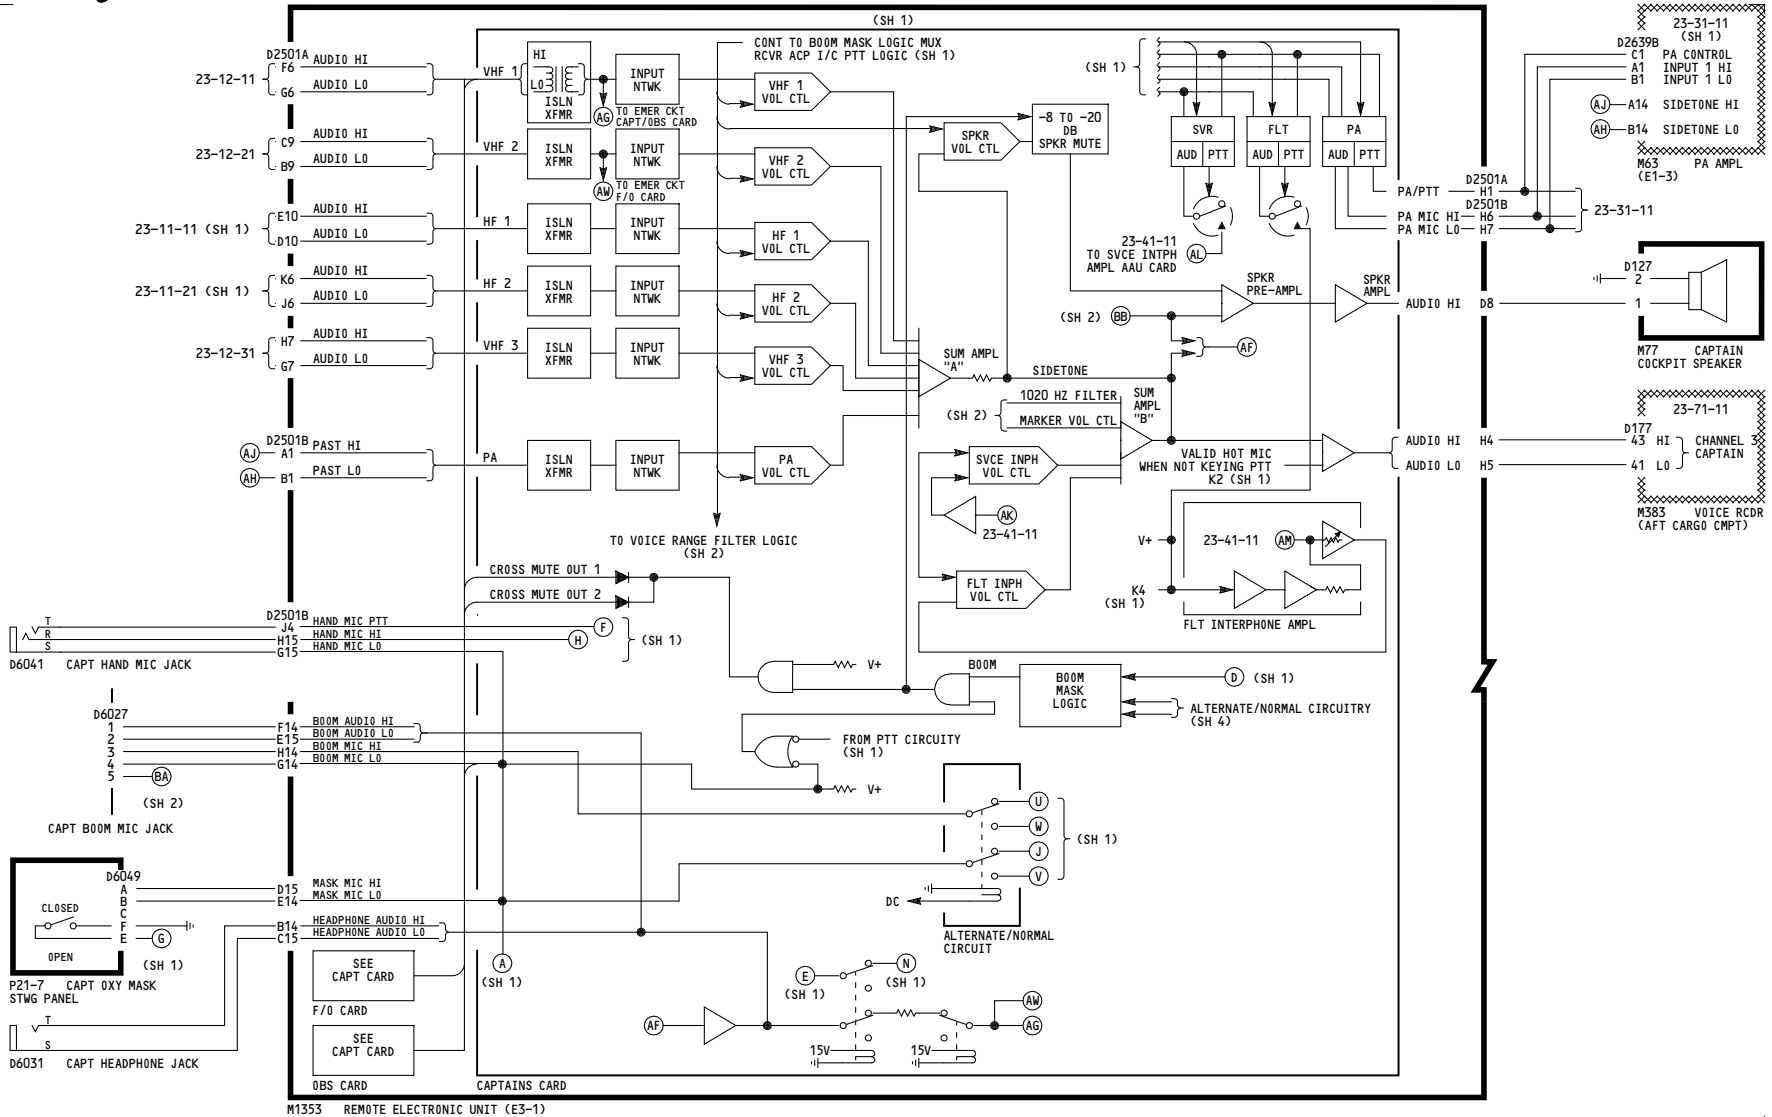 (SH 1)
D2501A
F6 AUDIO HI
23-12-11
G6 AUDIO LO
VHF 1
HI
LO
ISLN
XFMR
AG
TO EMER CKT
CAPT/OBS CARD
INPUT
NTWK
CONT TO BOOM MASK LOGIC MUX
RCVR ACP I/C PTT LOGIC (SH 1)
VHF 1
VOL CTL
C9 AUDIO HI
23-12-21
B9 AUDIO LO
VHF 2
ISLN
XFMR
AW
TO EMER CKT
F/O CARD
INPUT
NTWK
VHF 2
VOL CTL
E10 AUDIO HI
23-11-11 (SH 1)
D10 AUDIO LO
HF 1
ISLN
XFMR
INPUT
NTWK
HF 1
VOL CTL
K6 AUDIO HI
23-11-21 (SH 1)
J6 AUDIO LO
HF 2
ISLN
XFMR
INPUT
NTWK
HF 2
VOL CTL
H7 AUDIO HI
23-12-31
G7 AUDIO LO
VHF 3
ISLN
XFMR
INPUT
NTWK
VHF 3
VOL CTL
D2501B
AJ A1 PAST HI
AH B1 PAST LO
PA
ISLN
XFMR
INPUT
NTWK
PA
VOL CTL
TO VOICE RANGE FILTER LOGIC
(SH 2)
SPKR
VOL CTL
-8 TO -20
DB
SPKR MUTE
(SH 1)
SVR
AUD PTT
FLT
AUD PTT
PA
AUD PTT
23-41-11
TO SVCE INTPH
AMPL AAU CARD
AL
PA/PTT
PA MIC HI
PA MIC LO
D2501A
H1
D2501B
H6
H7
23-31-11
23-31-11
(SH 1)
D2639B
C1 PA CONTROL
A1 INPUT 1 HI
B1 INPUT 1 LO
AJ A14 SIDETONE HI
AH B14 SIDETONE LO
M63 PA AMPL
(E1-3)
SPKR
PRE-AMPL
SPKR
AMPL
AUDIO HI D8
D127
2
1
M77 CAPTAIN
COCKPIT SPEAKER
(SH 2) BB
AF
SUM AMPL
"A"
SIDETONE
(SH 2)
1020 HZ FILTER
MARKER VOL CTL
SUM
AMPL
"B"
SVCE INPH
VOL CTL
AK
23-41-11
FLT INPH
VOL CTL
VALID HOT MIC
WHEN NOT KEYING PTT
K2 (SH 1)
AUDIO HI H4
AUDIO LO H5
23-71-11
D177
43 HI
41 LO
CHANNEL 3
CAPTAIN
M383 VOICE RCDR
(AFT CARGO CMPT)
V+
23-41-11 AM
K4
(SH 1)
FLT INTERPHONE AMPL
CROSS MUTE OUT 1
CROSS MUTE OUT 2
D2501B
T J4 HAND MIC PTT F
R H15 HAND MIC HI H
S G15 HAND MIC LO
(SH 1)
D6041 CAPT HAND MIC JACK
V+
BOOM
BOOM
MASK
LOGIC
D (SH 1)
ALTERNATE/NORMAL CIRCUITRY
(SH 4)
FROM PTT CIRCUITY
(SH 1)
V+
D6027
1 F14 BOOM AUDIO HI
2 E15 BOOM AUDIO LO
3 H14 BOOM MIC HI
4 G14 BOOM MIC LO
5 BA
(SH 2)
CAPT BOOM MIC JACK
U
W
J
V
(SH 1)
DC
ALTERNATE/NORMAL
CIRCUIT
D6049
A D15 MASK MIC HI
B E14 MASK MIC LO
C
F
E G
(SH 1)
CLOSED
OPEN
P21-7 CAPT OXY MASK
STWG PANEL
B14 HEADPHONE AUDIO HI
C15 HEADPHONE AUDIO LO
T
S
D6031 CAPT HEADPHONE JACK
SEE
CAPT CARD
F/O CARD
SEE
CAPT CARD
OBS CARD
A
(SH 1)
E
(SH 1)
N
(SH 1)
AF
15V
15V
AW
AG
CAPTAINS CARD
M1353 REMOTE ELECTRONIC UNIT (E3-1)